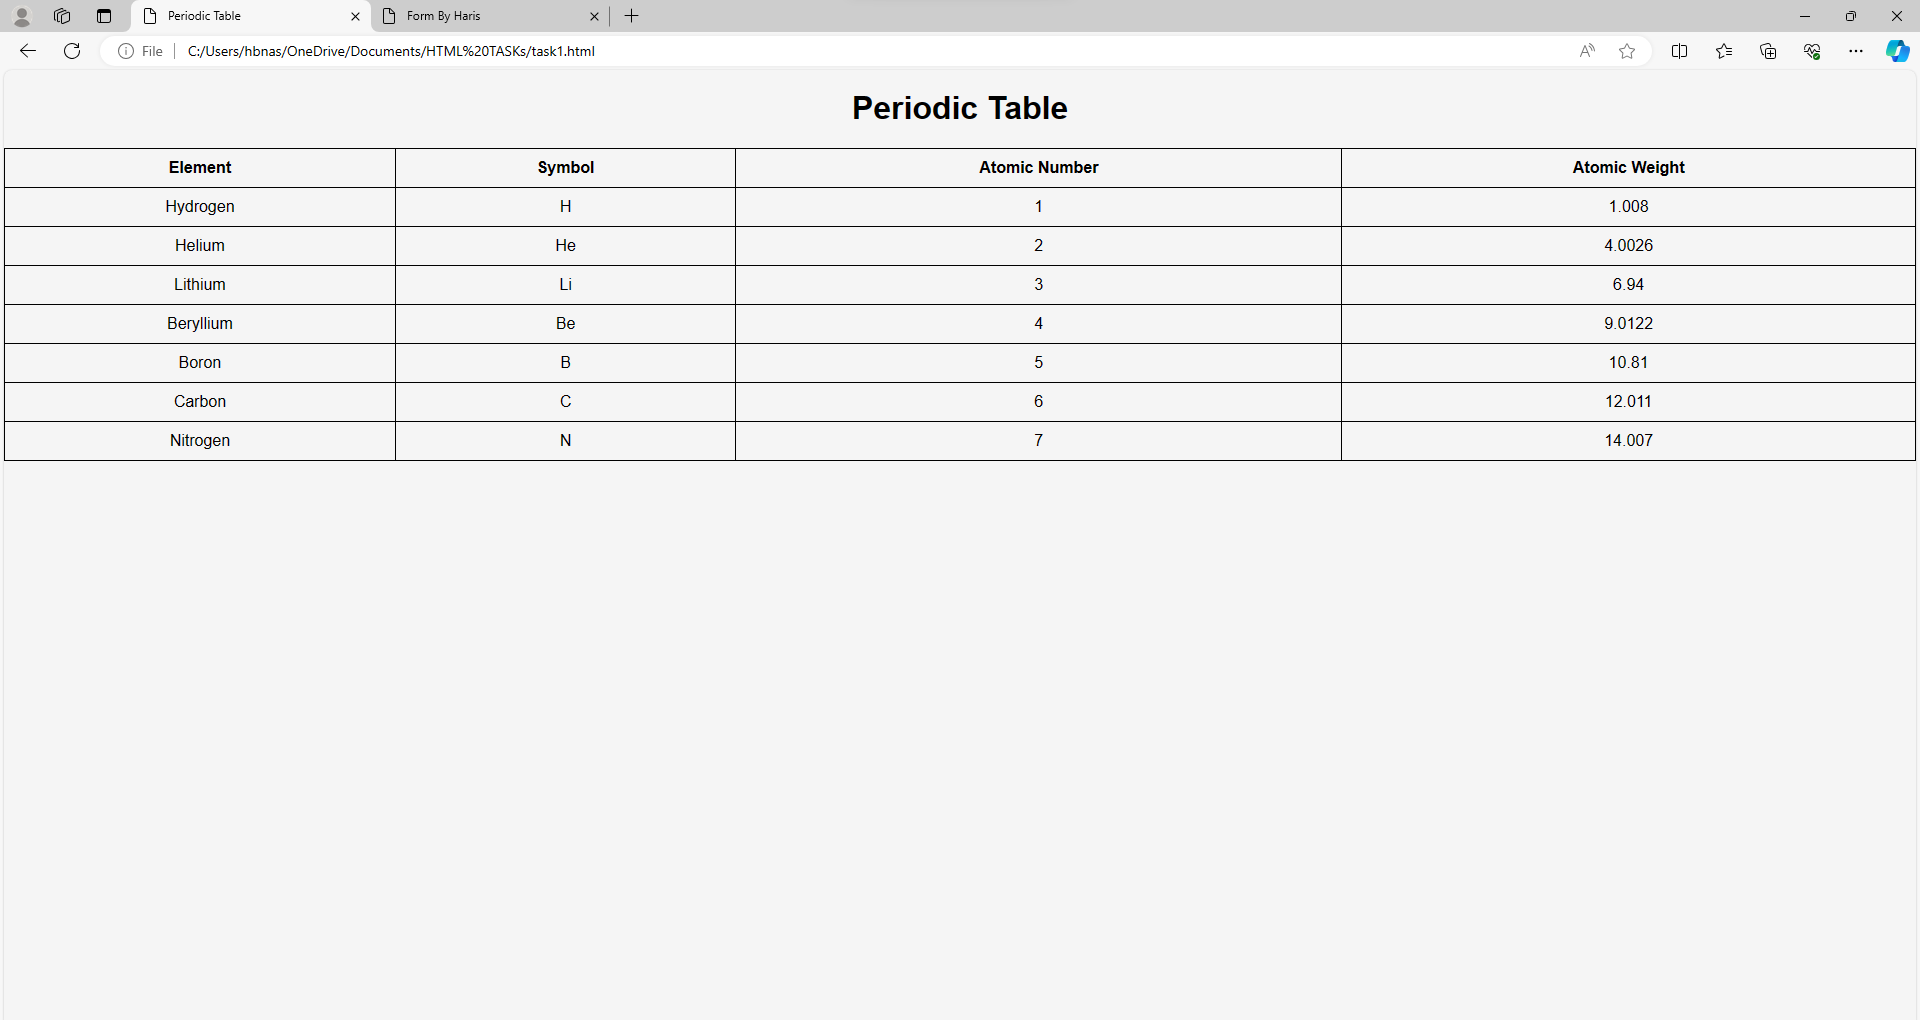 Periodic Table
Form By Haris
File C:/Users/hbnas/OneDrive/Documents/HTML%20TASKs/task1.html
Periodic Table
Element Symbol Atomic Number Atomic Weight
Hydrogen H 1 1.008
Helium He 2 4.0026
Lithium Li 3 6.94
Beryllium Be 4 9.0122
Boron B 5 10.81
Carbon C 6 12.011
Nitrogen N 7 14.007